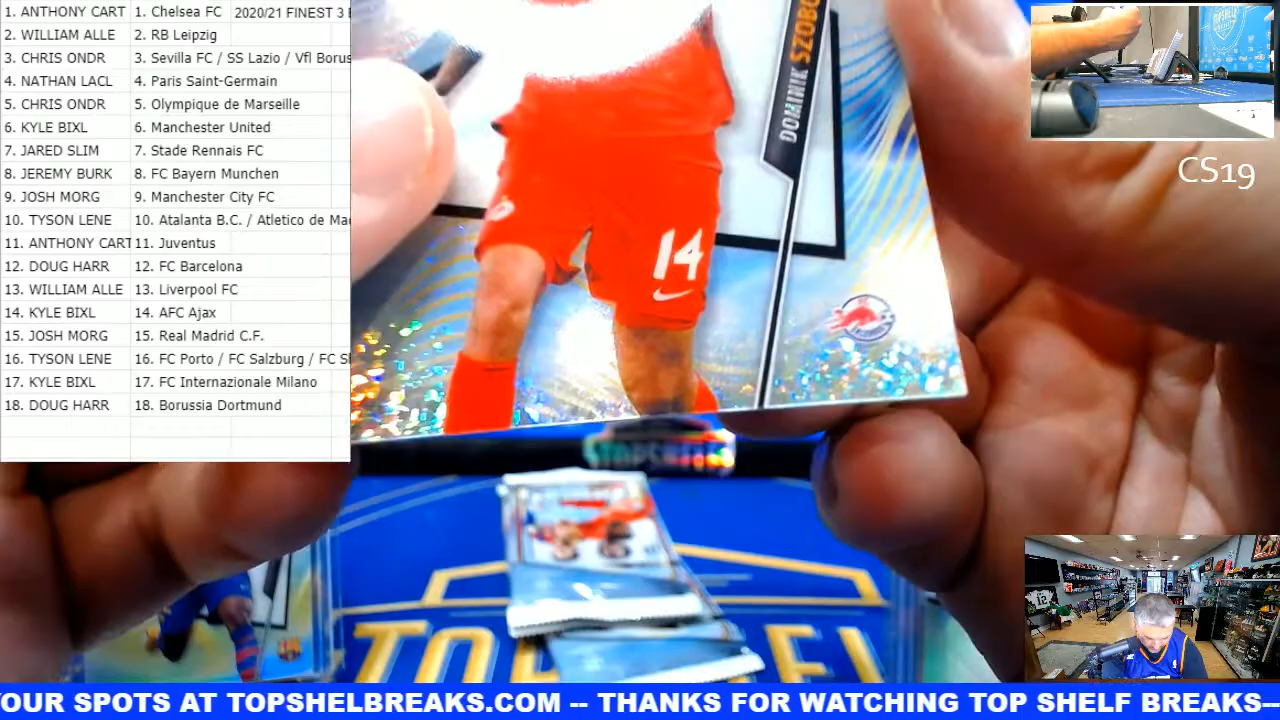 1. ANTHONY CART 1. Chelsea FC 2020/21 FINEST 3
2. WILLIAM ALLE 2. RB Leipzig
3. CHRIS ONDR 3. Sevilla FC / SS Lazio / Vfl Borus
4. NATHAN LACL 4. Paris Saint-Germain
5. CHRIS ONDR 5. Olympique de Marseille
6. KYLE BIXL 6. Manchester United
7. JARED SLIM 7. Stade Rennais FC
8. JEREMY BURK 8. FC Bayern Munchen
9. JOSH MORG 9. Manchester City FC
10. TYSON LENE 10. Atalanta B.C. / Atletico de Ma
11. ANTHONY CART 11. Juventus
12. DOUG HARR 12. FC Barcelona
13. WILLIAM ALLE 13. Liverpool FC
14. KYLE BIXL 14. AFC Ajax
15. JOSH MORG 15. Real Madrid C.F.
16. TYSON LENE 16. FC Porto / FC Salzburg / FC S
17. KYLE BIXL 17. FC Internazionale Milano
18. DOUG HARR 18. Borussia Dortmund
DOMINIK SZOBO
14
CS19
TOPSHELF
YOUR SPOTS AT TOPSHELBREAKS.COM -- THANKS FOR WATCHING TOP SHELF BREAKS--